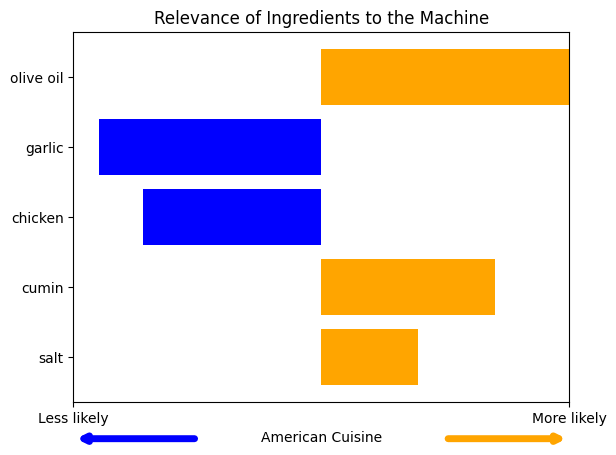 Relevance of Ingredients to the Machine
olive oil
garlic
chicken
cumin
salt
Less likely
More likely
American Cuisine